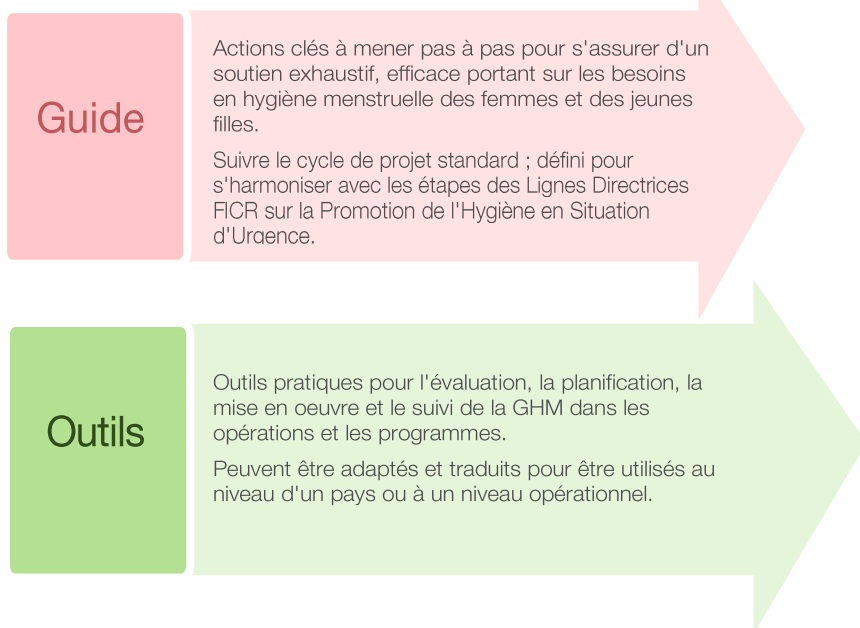 Guide
Actions clés à mener pas à pas pour s'assurer d'un
soutien exhaustif, efficace portant sur les besoins
en hygiène menstruelle des femmes et des jeunes
filles.
Suivre le cycle de projet standard ; défini pour
s'harmoniser avec les étapes des Lignes Directrices
FICR sur la Promotion de l'Hygiène en Situation
d'Urgence.
Outils
Outils pratiques pour l'évaluation, la planification, la
mise en oeuvre et le suivi de la GHM dans les
opérations et les programmes.
Peuvent être adaptés et traduits pour être utilisés au
niveau d'un pays ou à un niveau opérationnel.